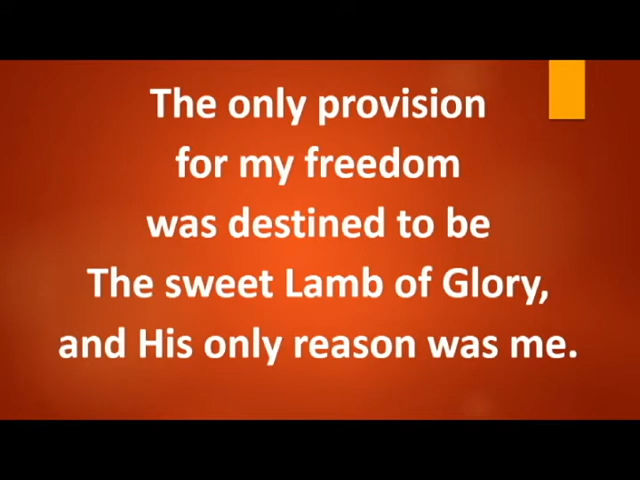 The only provision
for my freedom
was destined to be
The sweet Lamb of Glory,
and His only reason was me.